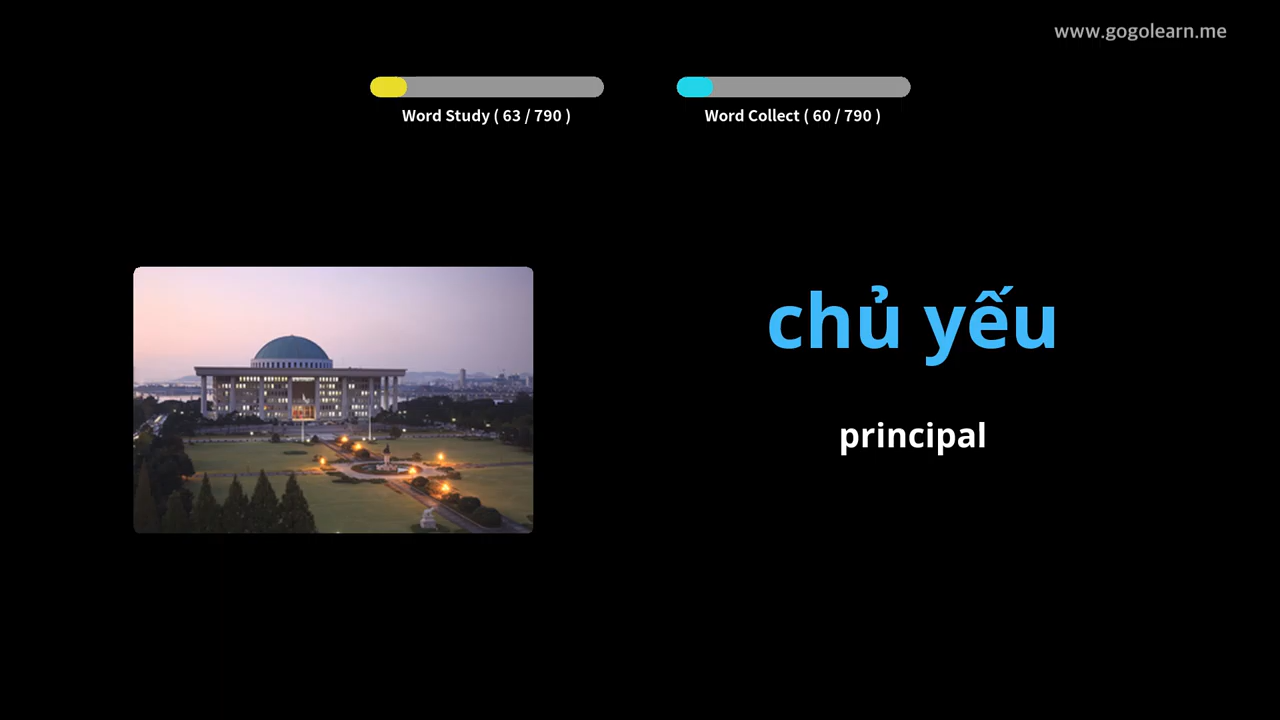 www.gogolearn.me
Word Study ( 63 / 790 )
Word Collect ( 60 / 790 )
chủ yếu
principal